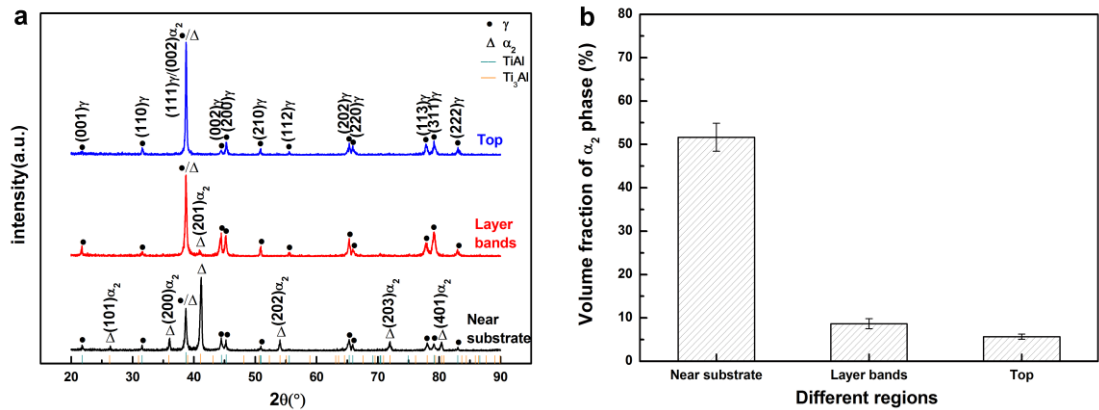 a
intensity(a.u.)
● γ
Δ α₂
TiAl
Ti₃Al
●/Δ
(001)γ
(110)γ
(111)γ/(002)α₂
(002)γ
(200)γ
(210)γ
(112)γ
(202)γ
(220)γ
(113)γ
(311)γ
(222)γ
Top
●/Δ
(201)α₂
Δ
Layer
bands
(101)α₂
Δ
(200)α₂
Δ
●/Δ
Δ
(202)α₂
Δ
(203)α₂
Δ
(401)α₂
Δ
Near
substrate
20 30 40 50 60 70 80 90
2θ(°)
b
Volume fraction of α₂ phase (%)
80
70
60
50
40
30
20
10
0
Near substrate Layer bands Top
Different regions